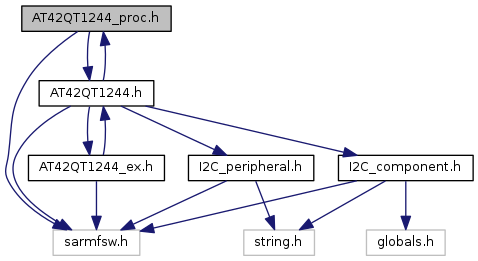 AT42QT1244_proc.h
AT42QT1244.h
AT42QT1244_ex.h
I2C_peripheral.h
I2C_component.h
sarmfsw.h
string.h
globals.h